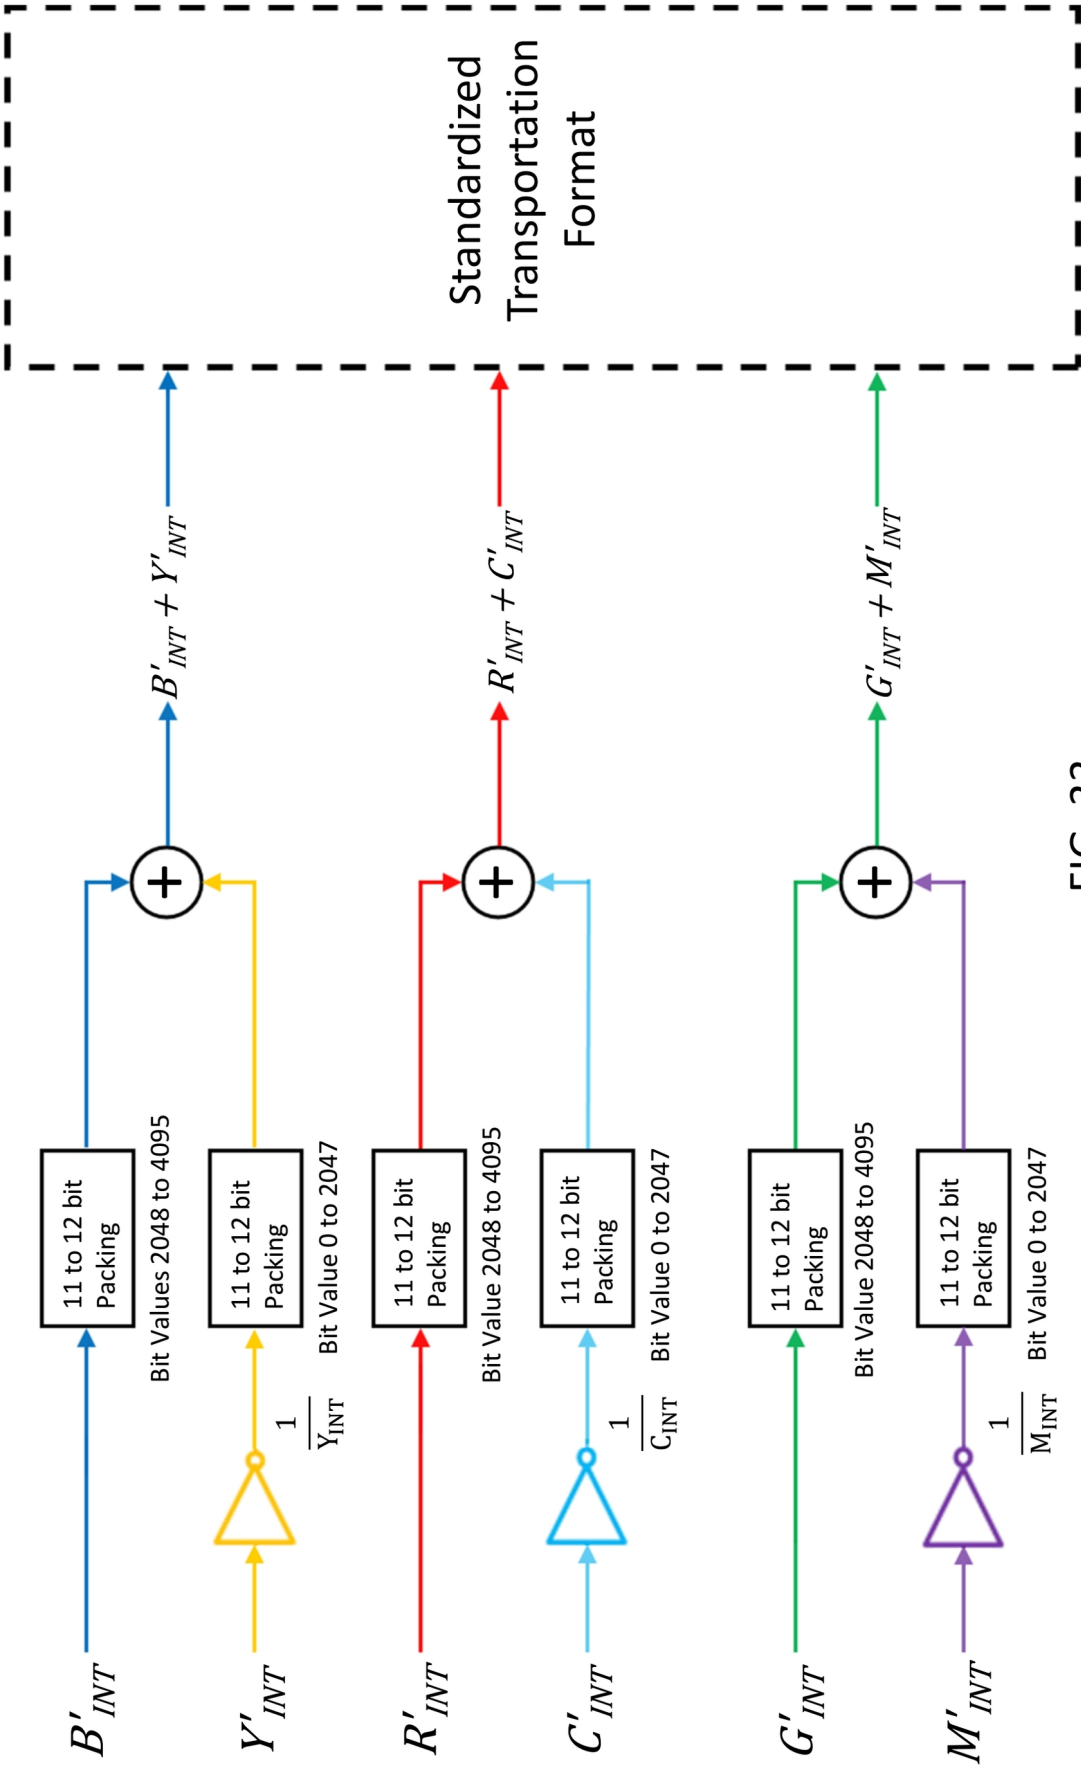 B'INT
11 to 12 bit
Packing
Bit Values 2048 to 4095
B'INT + Y'INT
Y'INT
1
YINT
11 to 12 bit
Packing
Bit Value 0 to 2047
R'INT
11 to 12 bit
Packing
Bit Value 2048 to 4095
R'INT + C'INT
Standardized
Transportation
Format
C'INT
1
CINT
11 to 12 bit
Packing
Bit Value 0 to 2047
G'INT
11 to 12 bit
Packing
Bit Value 2048 to 4095
G'INT + M'INT
M'INT
1
MINT
11 to 12 bit
Packing
Bit Value 0 to 2047
FIG.